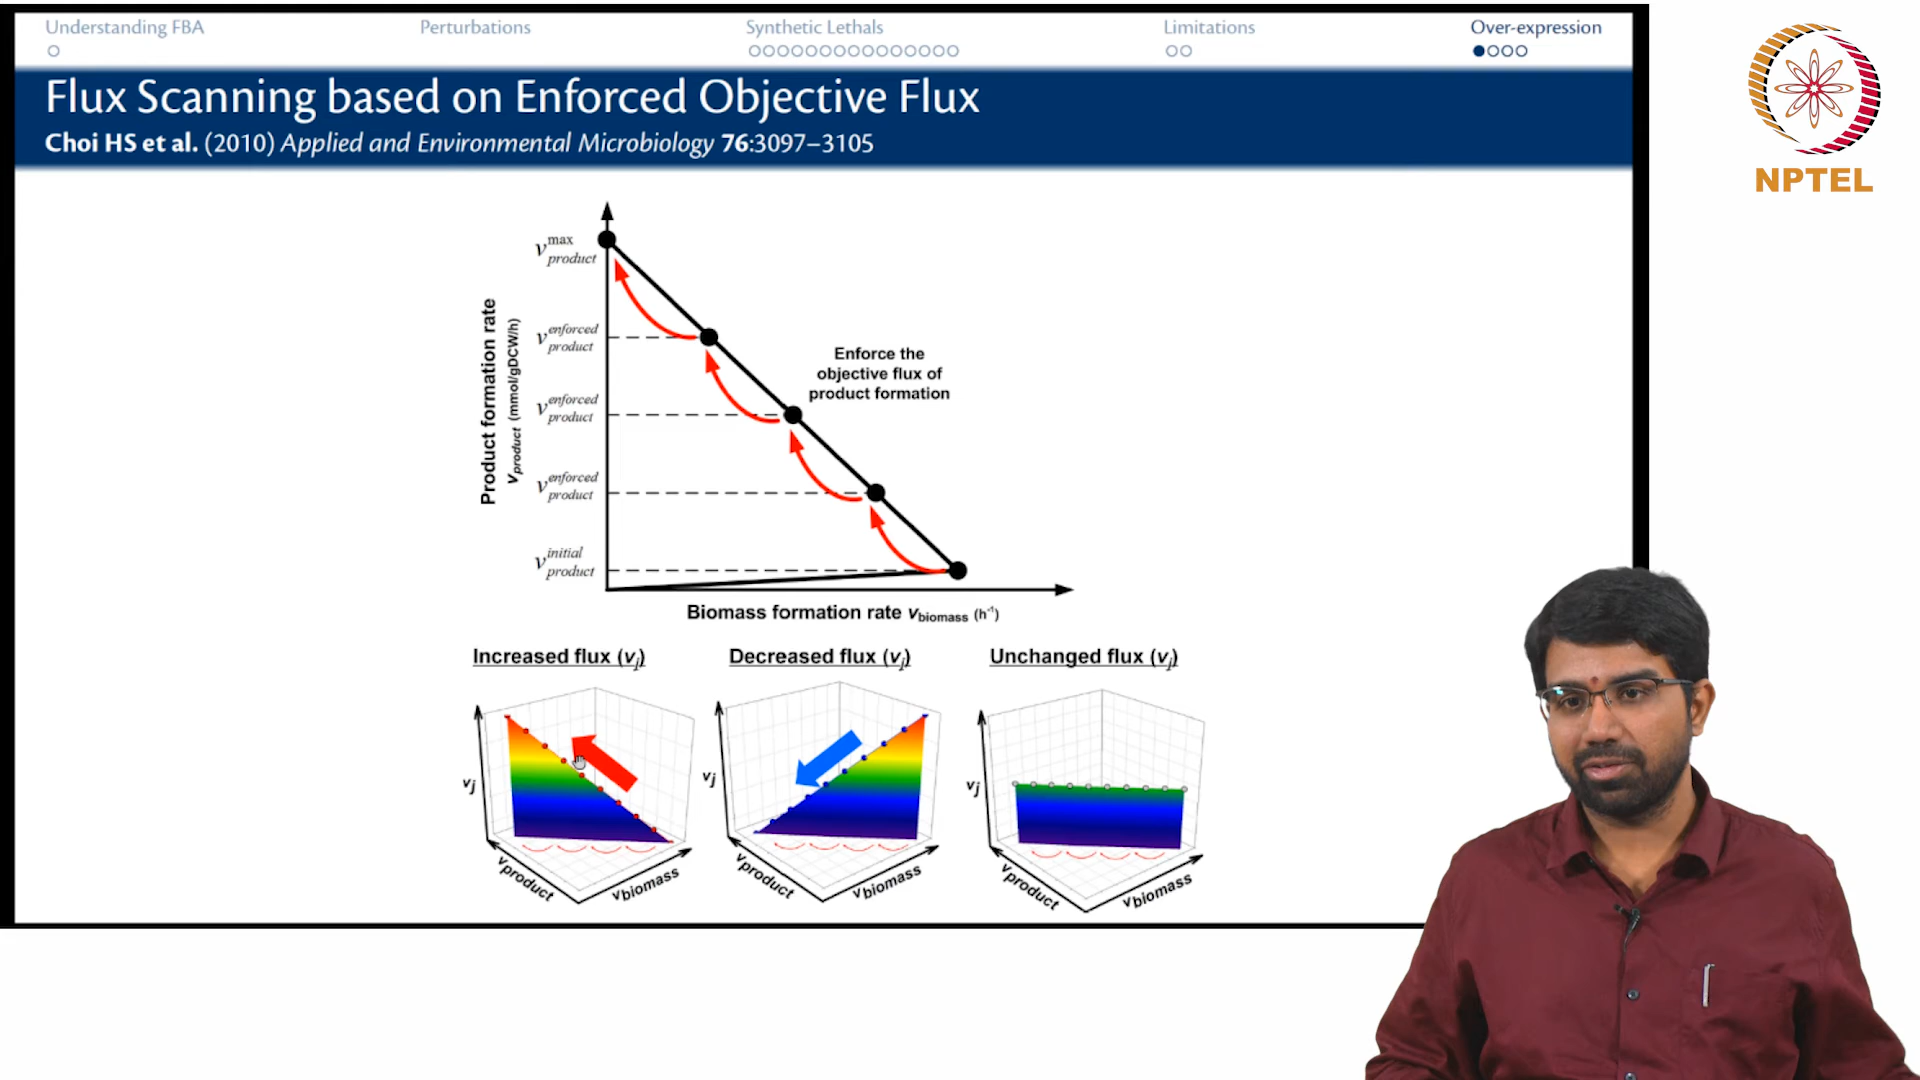 Understanding FBA
Perturbations
Synthetic Lethals
Limitations
Over-expression
Flux Scanning based on Enforced Objective Flux
Choi HS et al. (2010) Applied and Environmental Microbiology 76:3097–3105
NPTEL
v max product
v enforced product
v enforced product
v enforced product
v initial product
Product formation rate
v product (mmol/gDCW/h)
Enforce the
objective flux of
product formation
Biomass formation rate v biomass (h⁻¹)
Increased flux (vj)
Decreased flux (vj)
Unchanged flux (vj)
vj
vproduct
vbiomass
vj
vproduct
vbiomass
vj
vproduct
vbiomass